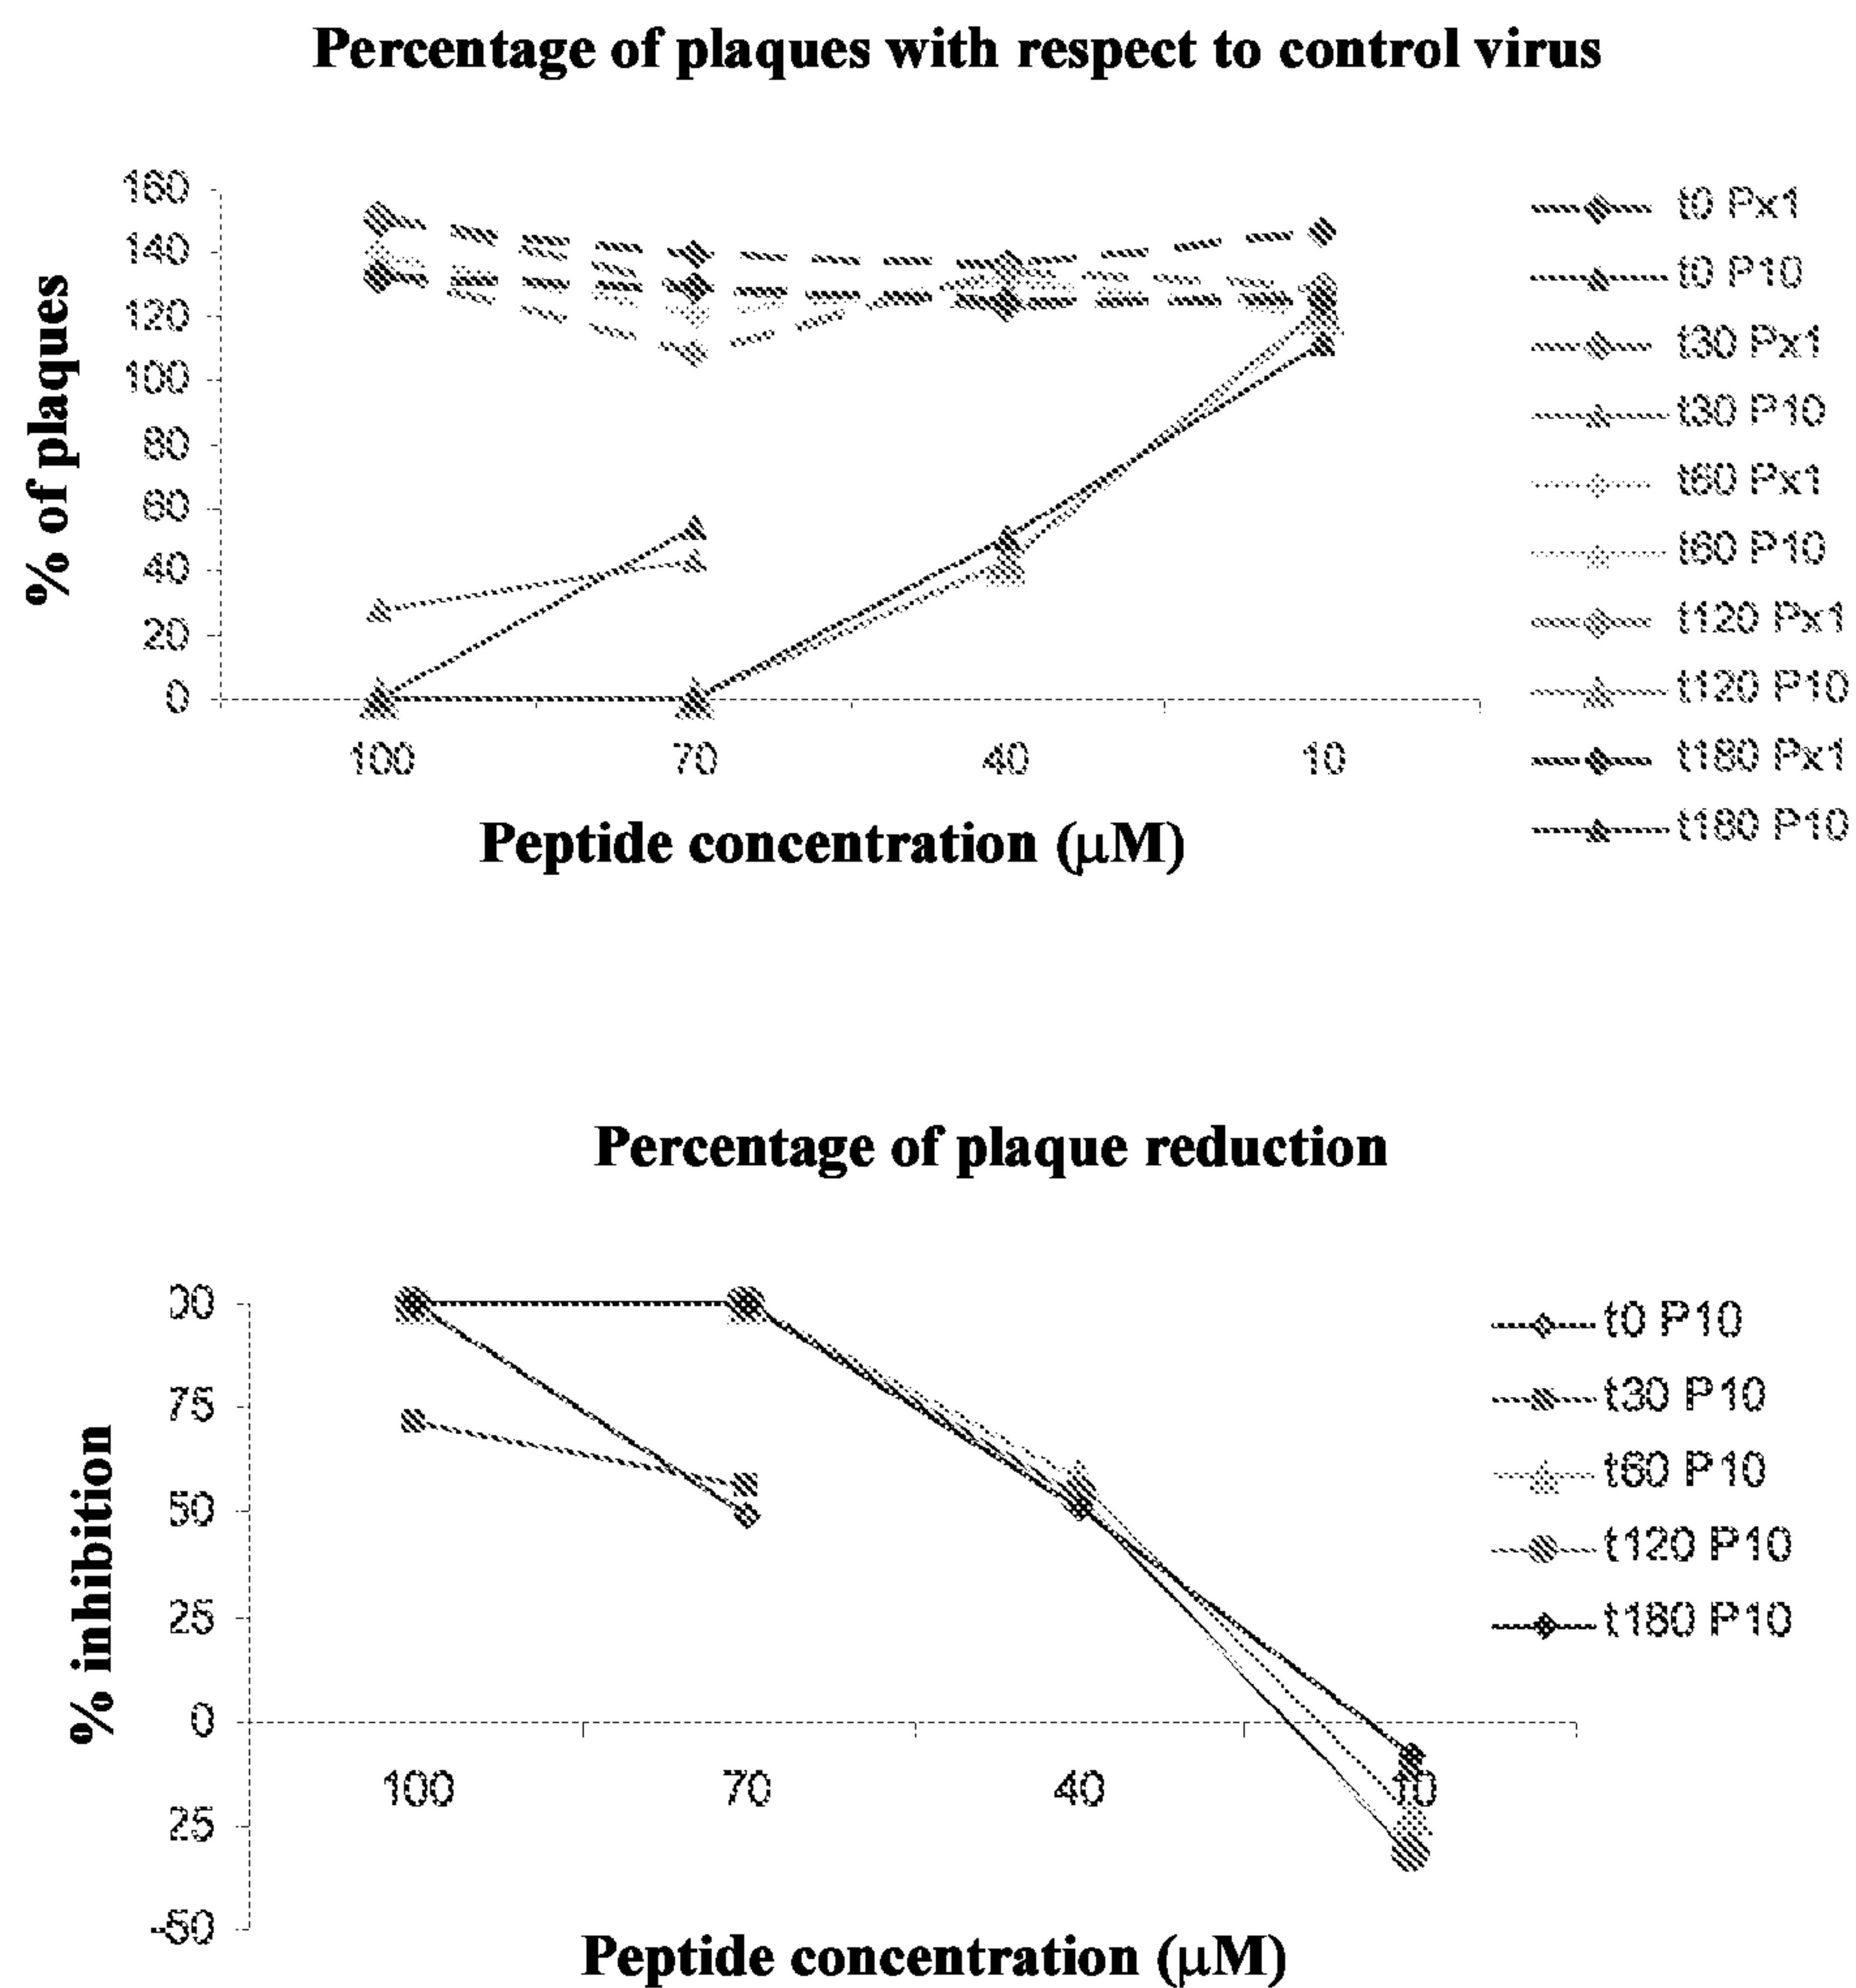 Percentage of plaques with respect to control virus
% of plaques
160
140
120
100
80
60
40
20
0
100 70 40 10
Peptide concentration (μM)
t0 Px1
t0 P10
t30 Px1
t30 P10
t60 Px1
t60 P10
t120 Px1
t120 P10
t180 Px1
t180 P10
Percentage of plaque reduction
% inhibition
00
75
50
25
0
25
-50
100 70 40 10
Peptide concentration (μM)
t0 P10
t30 P10
t60 P10
t120 P10
t180 P10